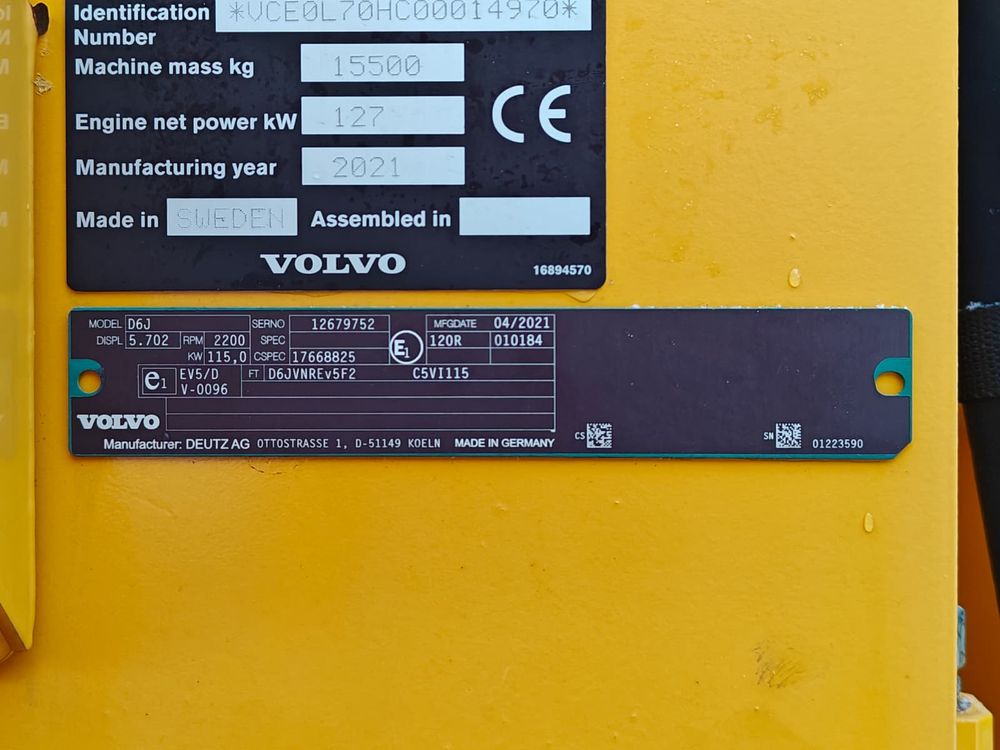 Identification *VCE0L70HC00014970*
Number
Machine mass kg 15500
Engine net power kW 127
CE
Manufacturing year 2021
Made in SWEDEN Assembled in
VOLVO
16894570
MODEL D6J SERNO 12679752 MFGDATE 04/2021
DISPL 5.702 RPM 2200 SPEC E1 120R 010184
KW 115,0 CSPEC 17668825
e1 EV5/D FT D6JVNREv5F2 C5VI115
V-0096
VOLVO
Manufacturer: DEUTZ AG OTTOSTRASSE 1, D-51149 KOELN MADE IN GERMANY
CS SN 01223590